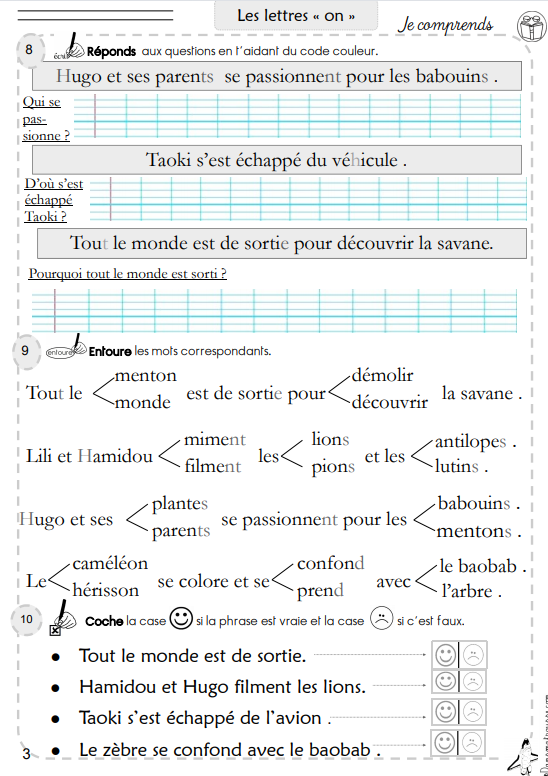 Les lettres « on »
Je comprends
8 écris Réponds aux questions en t'aidant du code couleur.
Hugo et ses parents se passionnent pour les babouins .
Qui se
pas-
sionne ?
Taoki s'est échappé du véhicule .
D'où s'est
échappé
Taoki ?
Tout le monde est de sortie pour découvrir la savane.
Pourquoi tout le monde est sorti ?
9 entoure Entoure les mots correspondants.
menton démolir
Tout le est de sortie pour la savane .
monde découvrir
miment lions antilopes .
Lili et Hamidou les et les
filment pions lutins .
plantes babouins .
Hugo et ses se passionnent pour les
parents mentons .
caméléon confond le baobab .
Le se colore et se avec
hérisson prend l'arbre .
10 Coche la case si la phrase est vraie et la case si c'est faux.
• Tout le monde est de sortie.
• Hamidou et Hugo filment les lions.
• Taoki s'est échappé de l'avion .
• Le zèbre se confond avec le baobab .
3